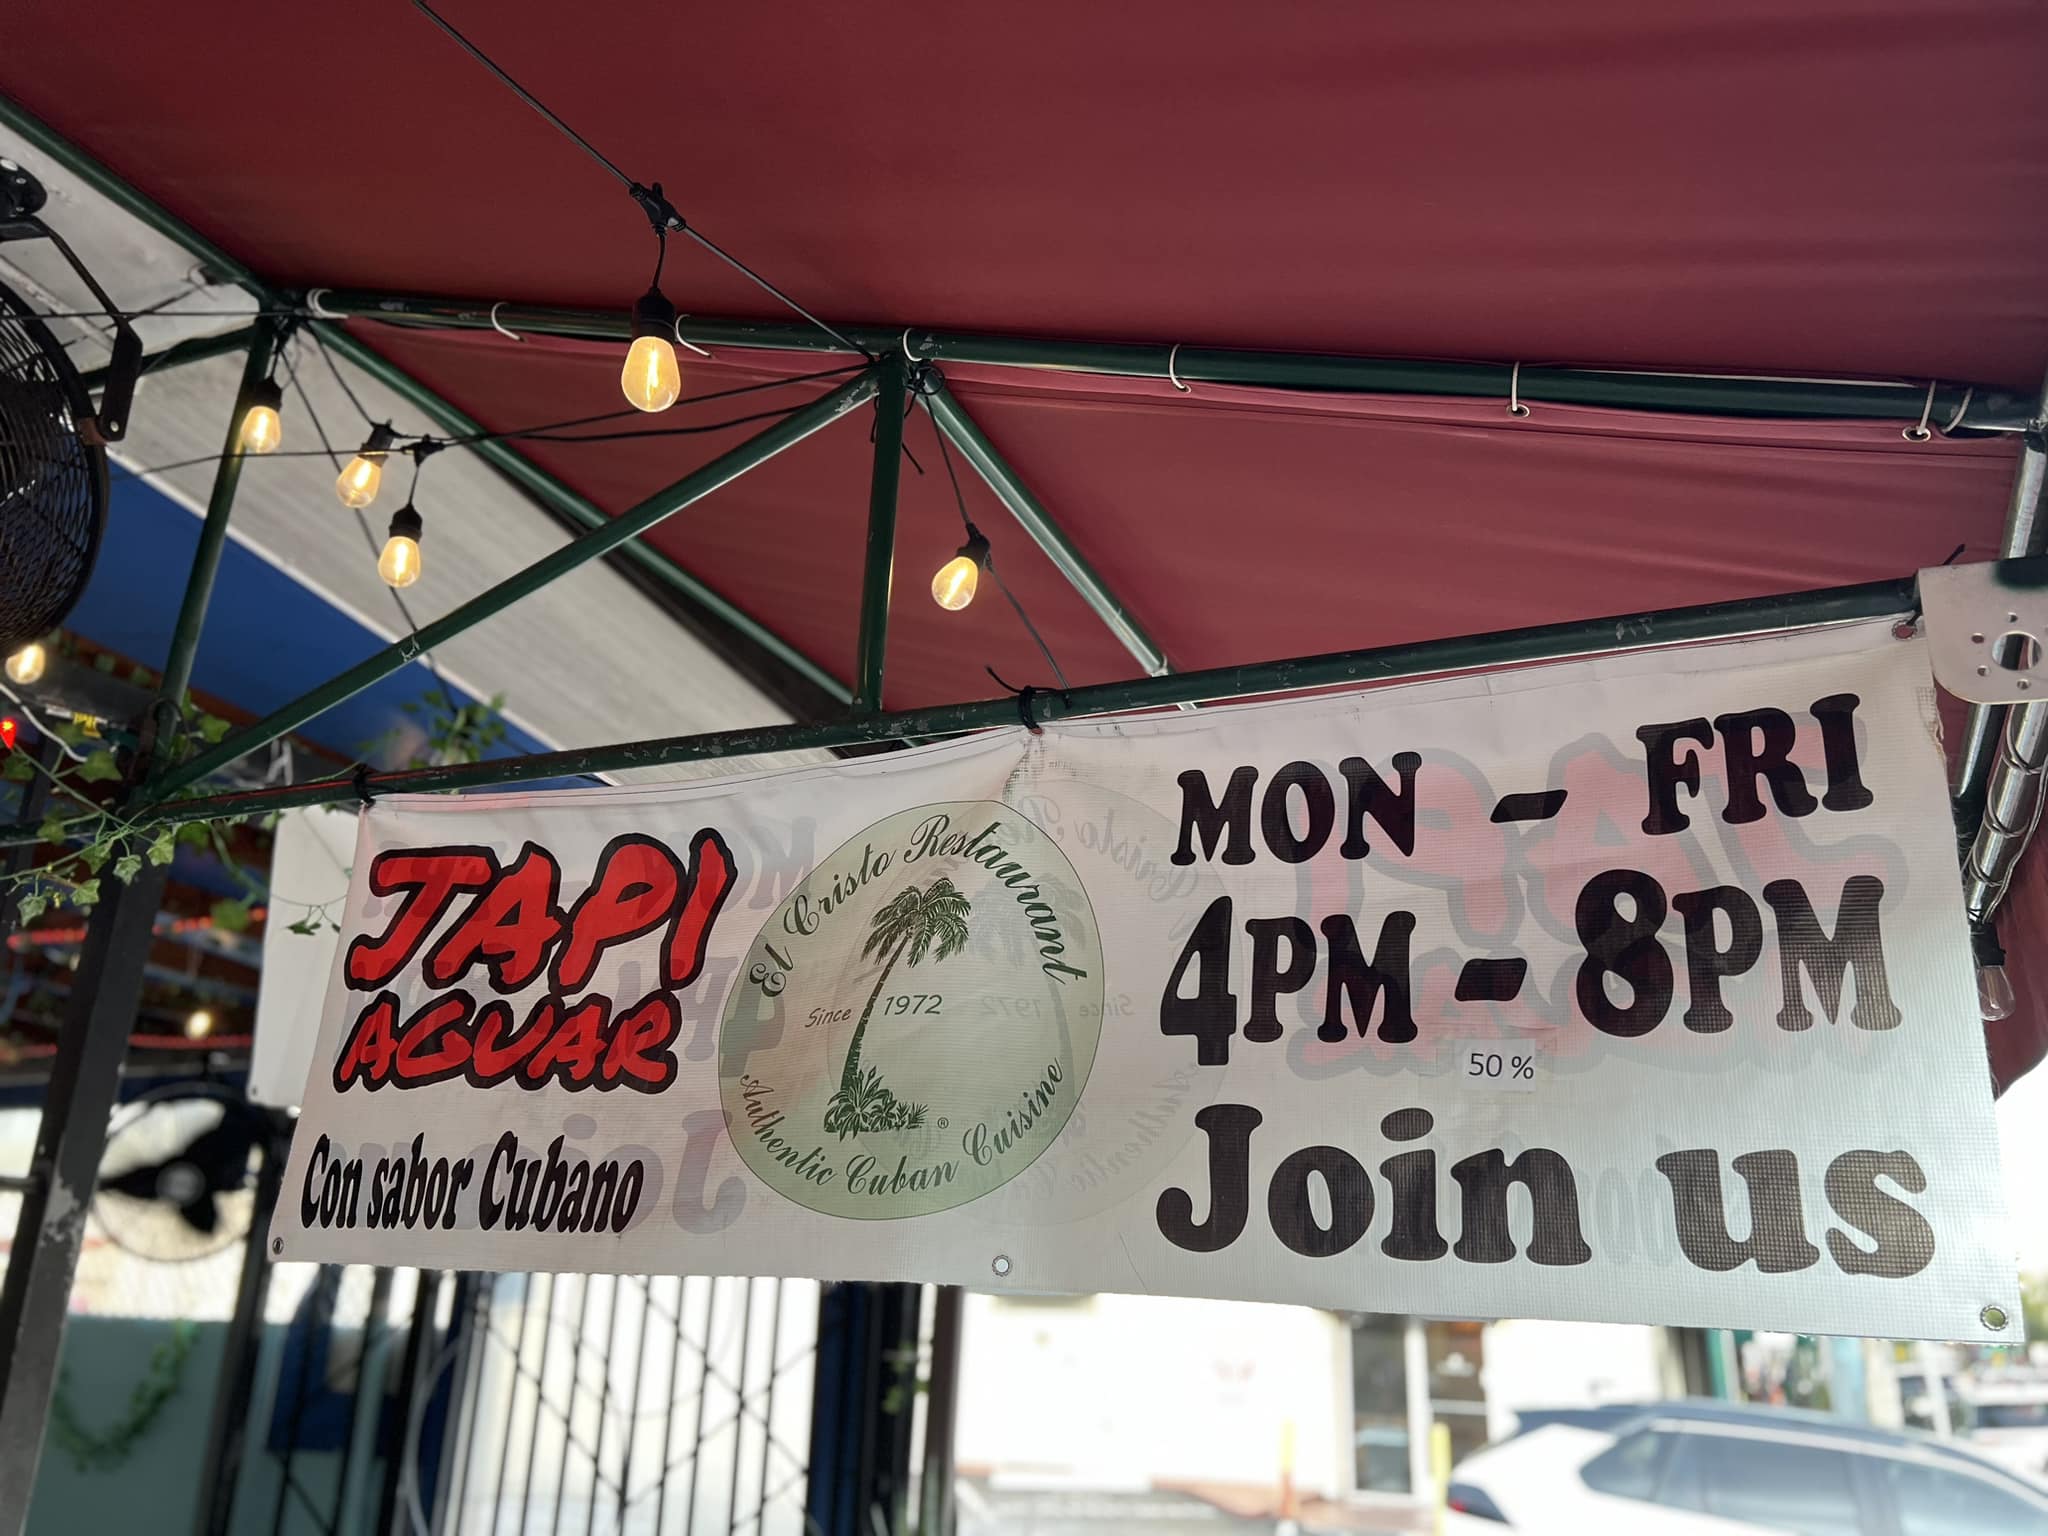 JAPI
AGUAR
Con sabor Cubano
El Cristo Restaurant
Since 1972
Authentic Cuban Cuisine
®
MON - FRI
4PM - 8PM
50 %
Join us